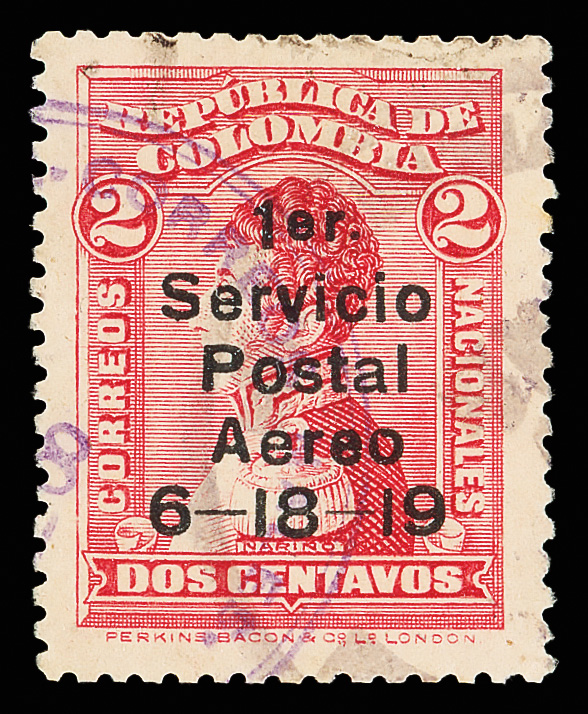 REPÚBLICA DE
COLOMBIA
2 2
1er.
Servicio
Postal
Aereo
6-18-19
CORREOS
NACIONALES
NARIÑO
DOS CENTAVOS
PERKINS BACON & Co. Ld. LONDON.